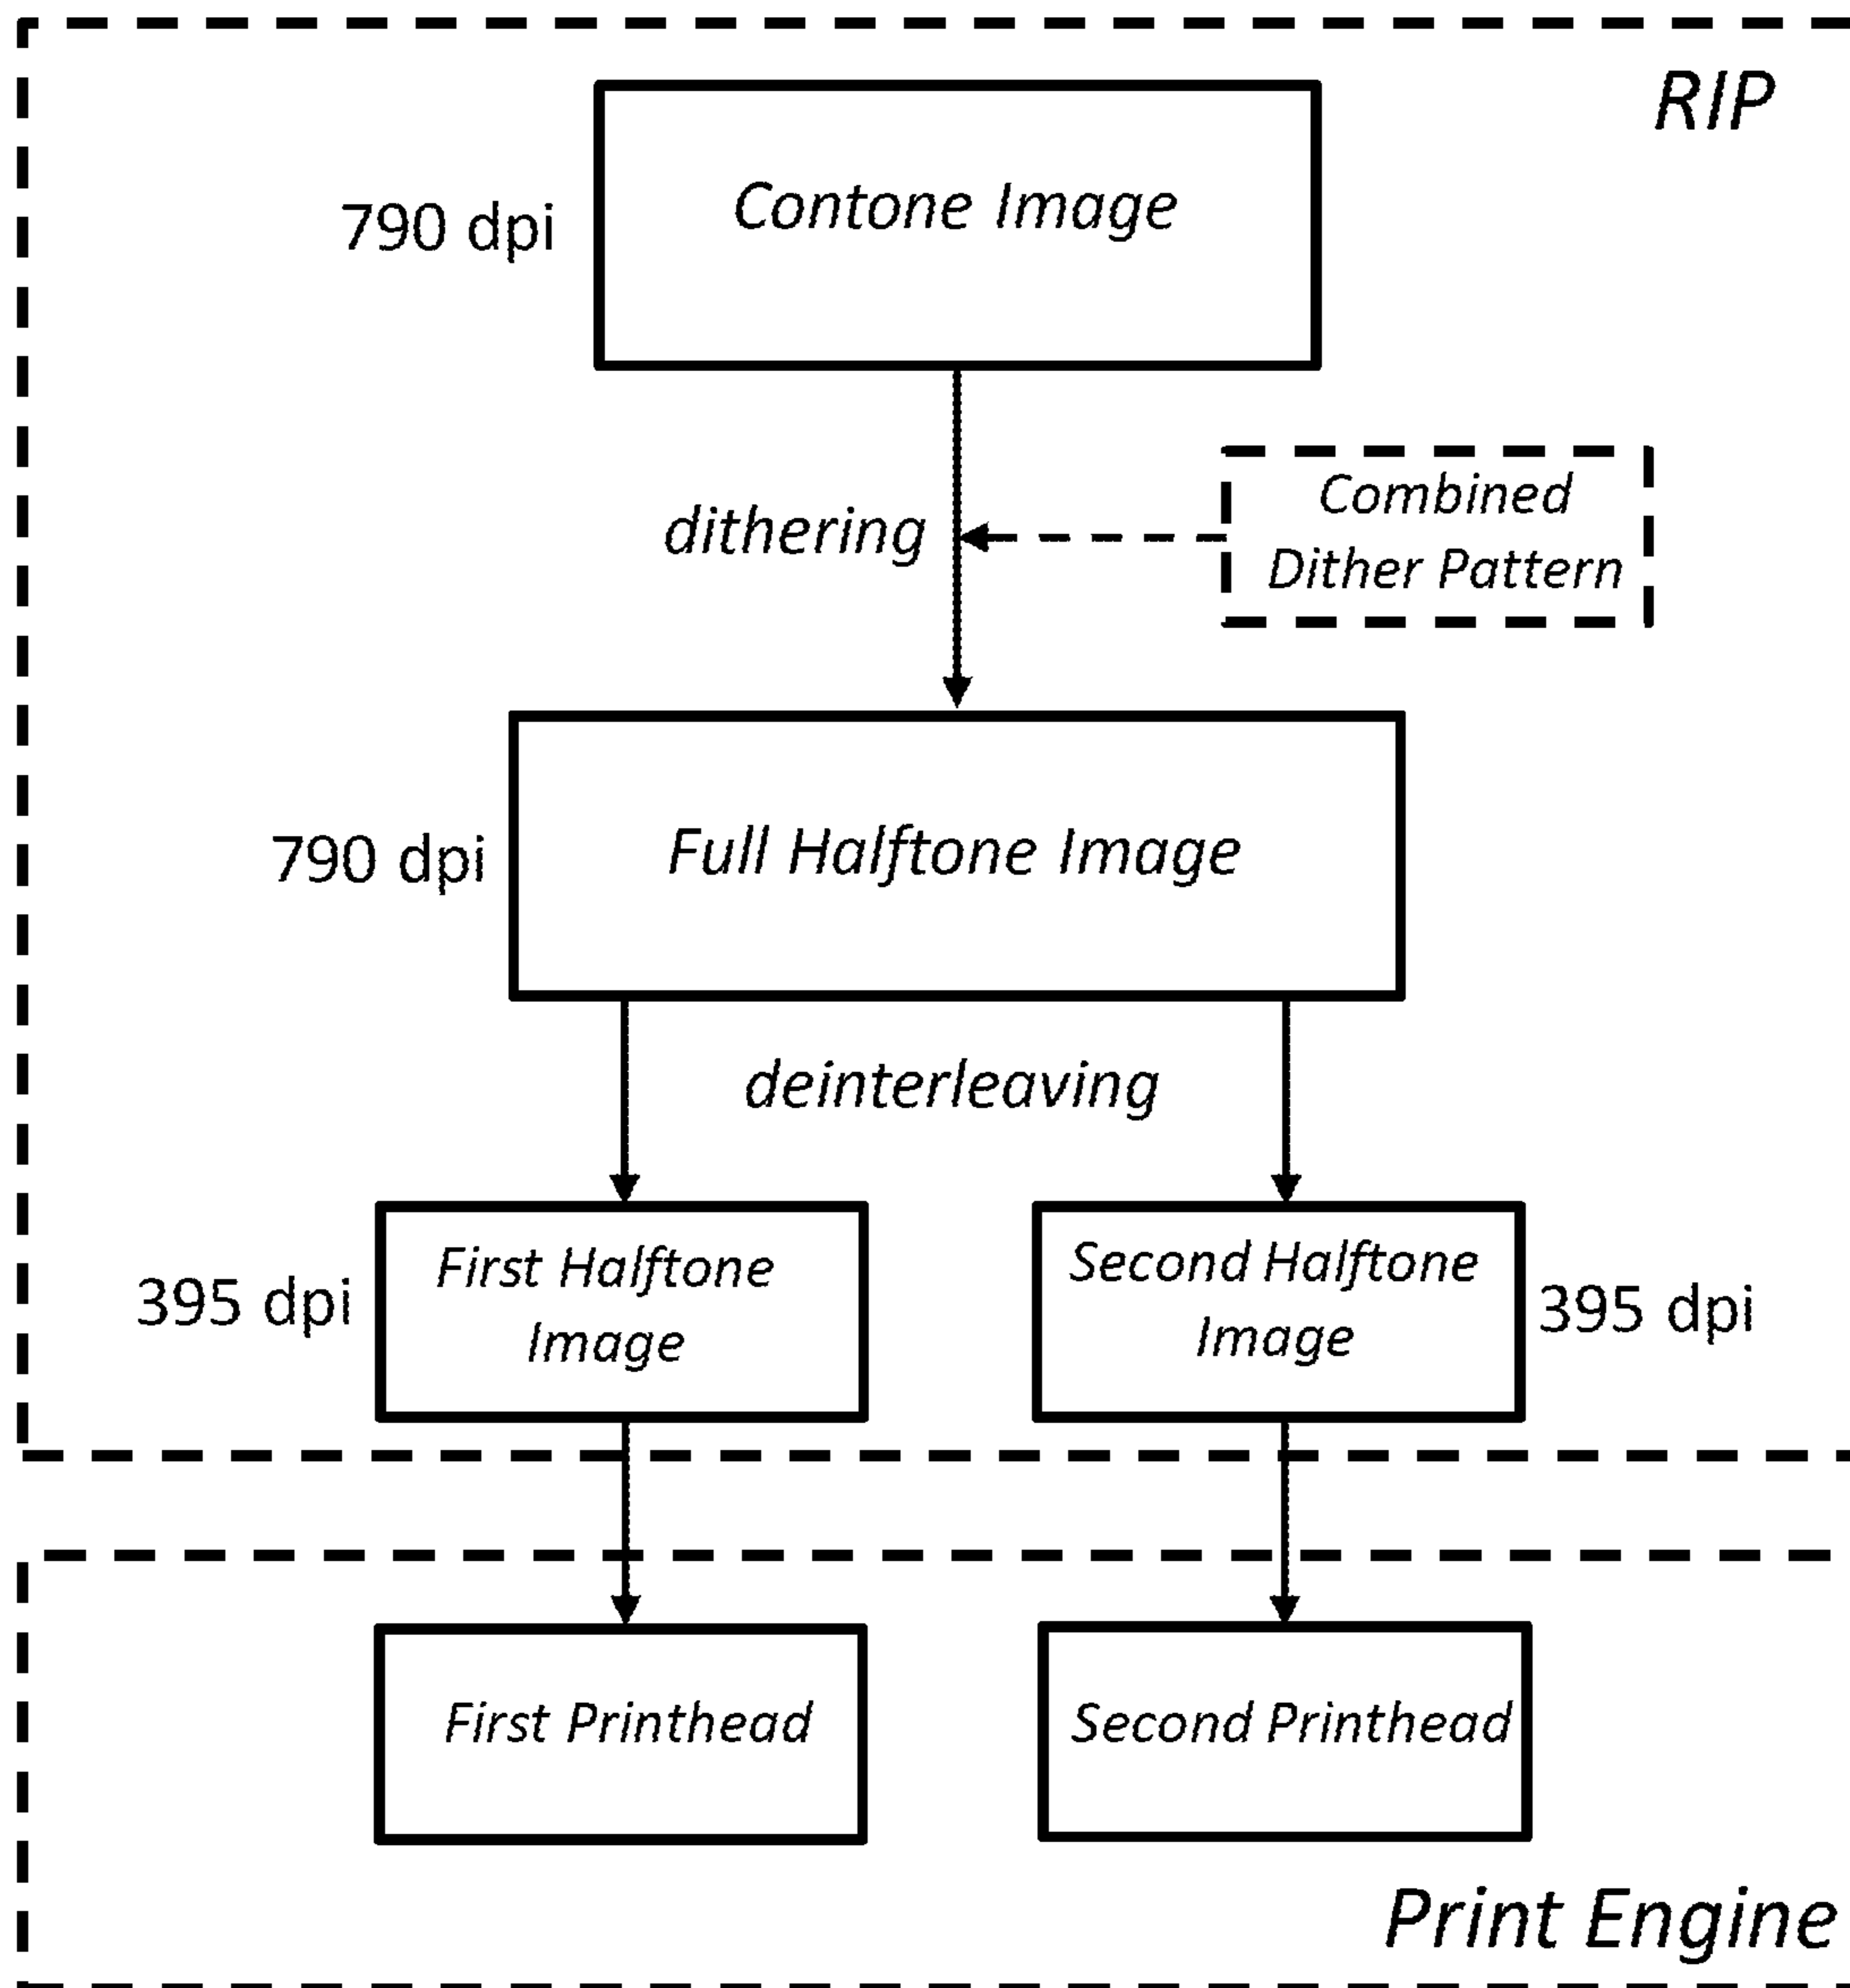 RIP
790 dpi
Contone Image
dithering
Combined
Dither Pattern
790 dpi
Full Halftone Image
deinterleaving
395 dpi
First Halftone
Image
Second Halftone
Image
395 dpi
First Printhead
Second Printhead
Print Engine